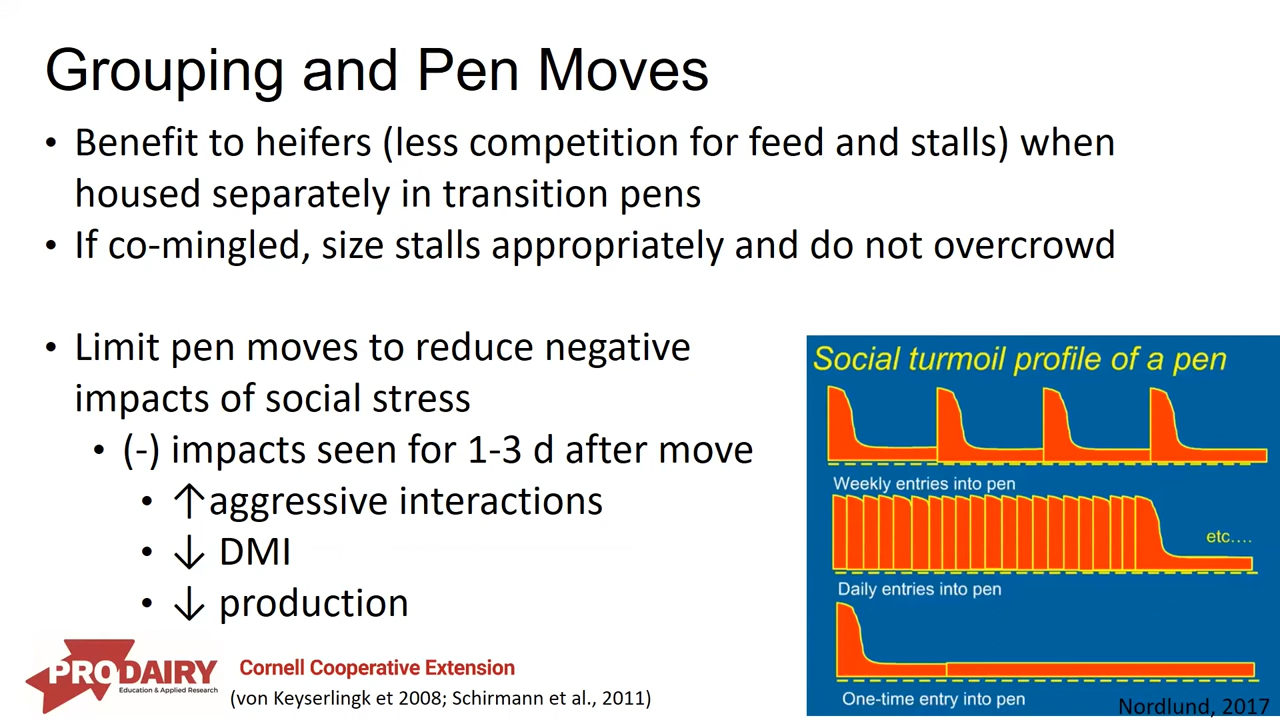 Grouping and Pen Moves
• Benefit to heifers (less competition for feed and stalls) when
housed separately in transition pens
• If co-mingled, size stalls appropriately and do not overcrowd
• Limit pen moves to reduce negative
impacts of social stress
• (-) impacts seen for 1-3 d after move
• ↑aggressive interactions
• ↓ DMI
• ↓ production
Social turmoil profile of a pen
Weekly entries into pen
etc....
Daily entries into pen
One-time entry into pen
Nordlund, 2017
PRODAIRY
Education & Applied Research
Cornell Cooperative Extension
(von Keyserlingk et 2008; Schirmann et al., 2011)